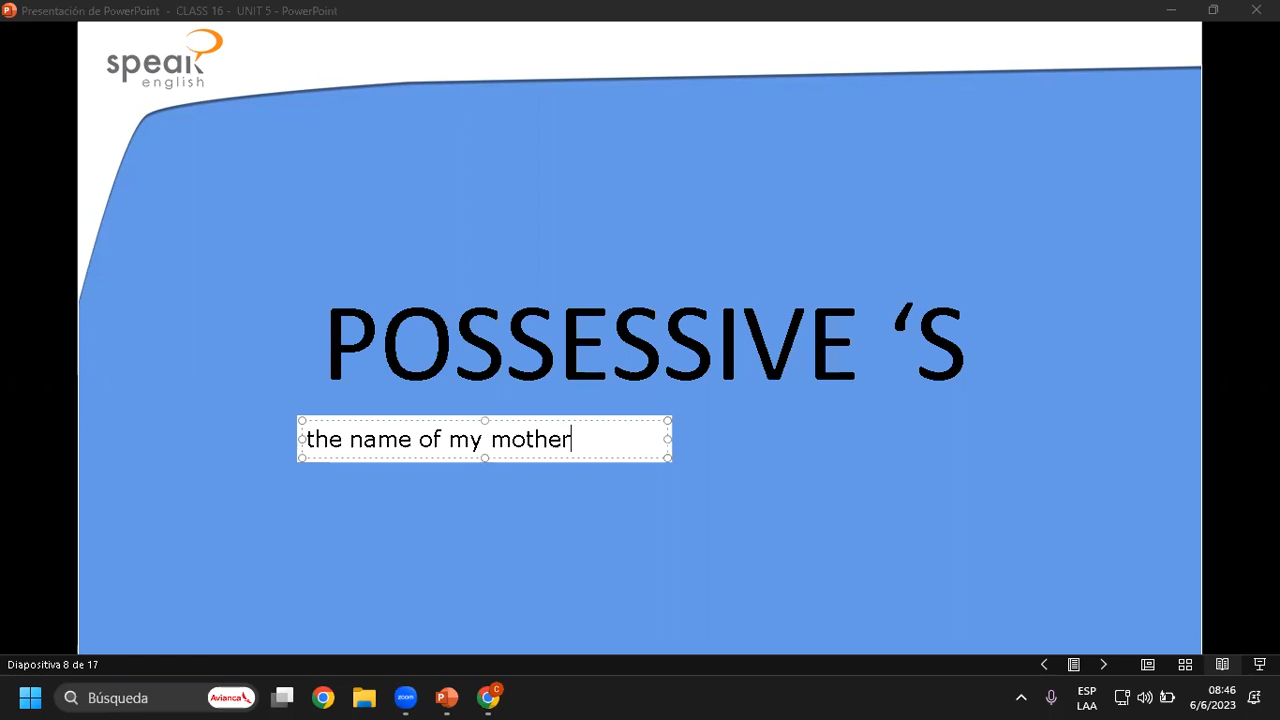 Presentación de PowerPoint - CLASS 16 - UNIT 5 - PowerPoint
speak
english
POSSESSIVE ‘S
the name of my mother
Diapositiva 8 de 17
Búsqueda
Avianca
zoom
C
ESP
LAA
08:46
6/6/2023